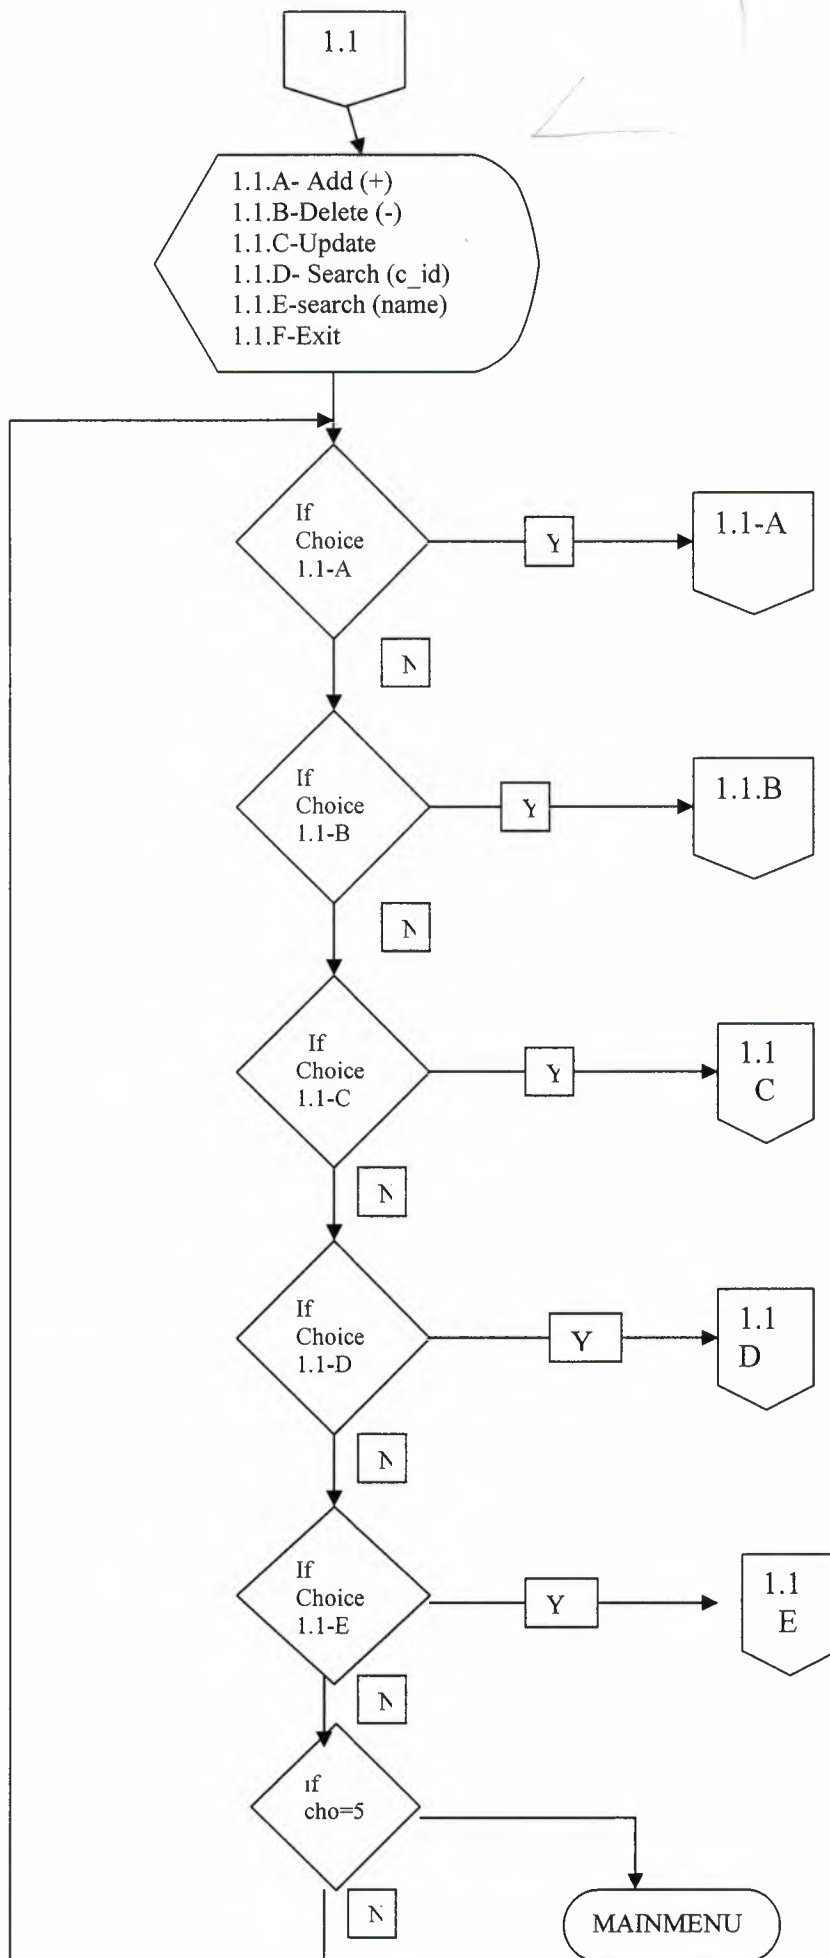 1.1
1.1.A- Add (+)
1.1.B-Delete (-)
1.1.C-Update
1.1.D- Search (c_id)
1.1.E-search (name)
1.1.F-Exit
If
Choice
1.1-A
Y
1.1-A
N
If
Choice
1.1-B
Y
1.1.B
N
If
Choice
1.1-C
Y
1.1
C
N
If
Choice
1.1-D
Y
1.1
D
N
If
Choice
1.1-E
Y
1.1
E
N
If
cho=5
N
MAINMENU